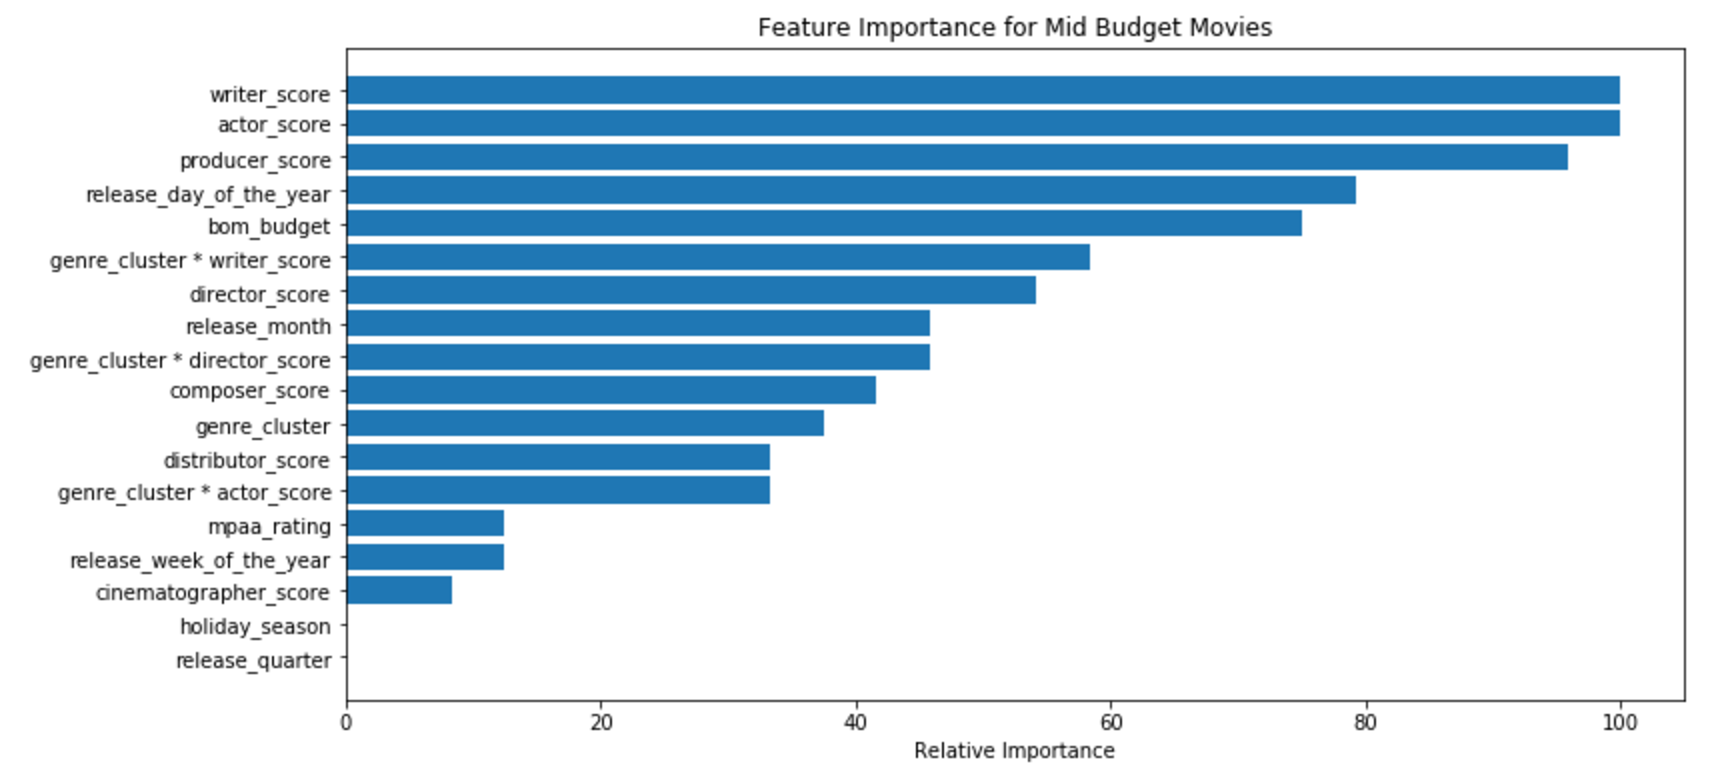 Feature Importance for Mid Budget Movies
writer_score
actor_score
producer_score
release_day_of_the_year
bom_budget
genre_cluster * writer_score
director_score
release_month
genre_cluster * director_score
composer_score
genre_cluster
distributor_score
genre_cluster * actor_score
mpaa_rating
release_week_of_the_year
cinematographer_score
holiday_season
release_quarter
0 20 40 60 80 100
Relative Importance